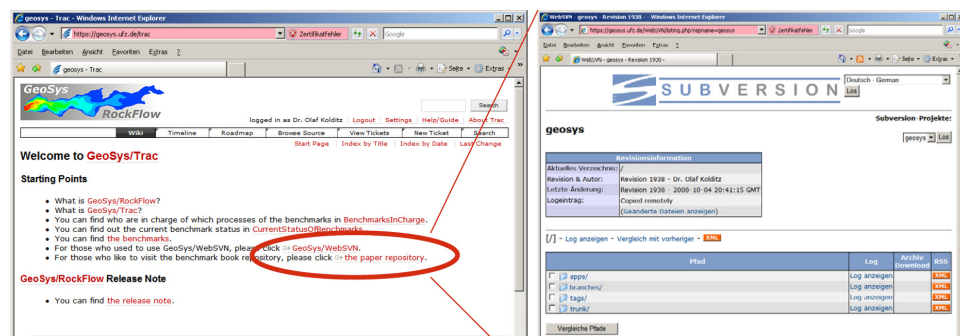 geosys - Trac - Windows Internet Explorer
https://geosys.ufz.de/trac
Zertifikatfehler
Google
Datei Bearbeiten Ansicht Favoriten Extras ?
geosys - Trac
Seite Extras
GeoSys
RockFlow
Search
logged in as Dr. Olaf Kolditz Logout Settings Help/Guide About Trac
Wiki Timeline Roadmap Browse Source View Tickets New Ticket Search
Start Page Index by Title Index by Date Last Change
Welcome to GeoSys/Trac
Starting Points
What is GeoSys/RockFlow?
What is GeoSys/Trac?
You can find who are in charge of which processes of the benchmarks in BenchmarksInCharge.
You can find out the current benchmark status in CurrentStatusOfBenchmarks.
You can find the benchmarks.
For those who used to use GeoSys/WebSVN, please click GeoSys/WebSVN.
For those who like to visit the benchmark book repository, please click the paper repository.
GeoSys/RockFlow Release Note
You can find the release note.
WebSVN - geosys - Revision 1938 - Windows Internet Explorer
https://geosys.ufz.de/WebSVN/listing.php?repname=geosys
Zertifikatfehler
Google
Datei Bearbeiten Ansicht Favoriten Extras ?
WebSVN - geosys - Revision 1938 -
Seite Extras
SUBVERSION
Deutsch - German
Los
Subversion-Projekte:
geosys Los
geosys
Revisionsinformation
Aktuelles Verzeichnis: /
Revision & Autor: Revision 1938 - Dr. Olaf Kolditz
Letzte Änderung: Revision 1938 - 2008-10-04 20:41:15 GMT
Logeintrag: Copied remotely
(Geänderte Dateien anzeigen)
[/] - Log anzeigen - Vergleich mit vorheriger - XML
Pfad Log Archiv Download RSS
apps/ Log anzeigen XML
branches/ Log anzeigen XML
tags/ Log anzeigen XML
trunk/ Log anzeigen XML
Vergleiche Pfade